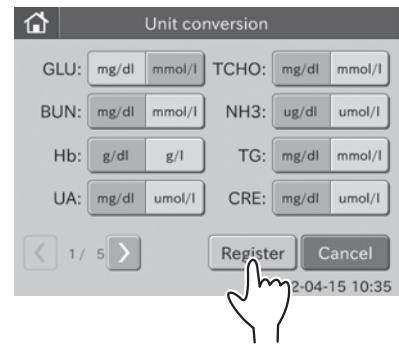 Unit conversion
GLU: mg/dl mmol/l TCHO: mg/dl mmol/l
BUN: mg/dl mmol/l NH3: ug/dl umol/l
Hb: g/dl g/l TG: mg/dl mmol/l
UA: mg/dl umol/l CRE: mg/dl umol/l
1/ 5 Register Cancel
2-04-15 10:35